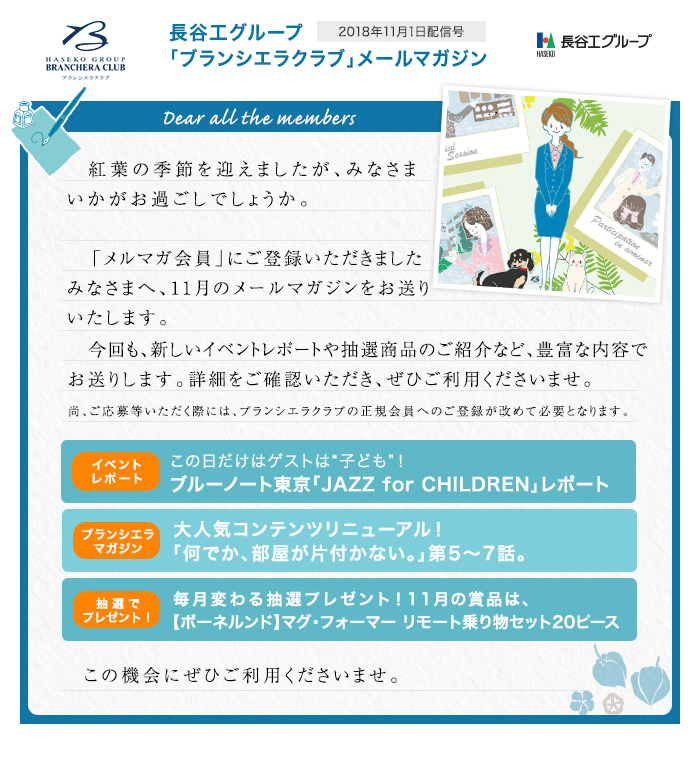 HASEKO GROUP
BRANCHERA CLUB
ブランシエラクラブ
長谷工グループ
2018年11月1日配信号
「ブランシエラクラブ」メールマガジン
HASEKO
長谷工グループ
Dear all the members
ial
Session
Participation
in seminar
紅葉の季節を迎えましたが、みなさま
いかがお過ごしでしょうか。
「メルマガ会員」にご登録いただきました
みなさまへ、11月のメールマガジンをお送り
いたします。
今回も、新しいイベントレポートや抽選商品のご紹介など、豊富な内容で
お送りします。詳細をご確認いただき、ぜひご利用くださいませ。
尚、ご応募等いただく際には、ブランシエラクラブの正規会員へのご登録が改めて必要となります。
イベント
レポート
この日だけはゲストは“子ども”！
ブルーノート東京「JAZZ for CHILDREN」レポート
ブランシエラ
マガジン
大人気コンテンツリニューアル！
「何でか、部屋が片付かない。」第5〜7話。
抽選で
プレゼント！
毎月変わる抽選プレゼント！11月の賞品は、
【ボーネルンド】マグ・フォーマー リモート乗り物セット20ピース
この機会にぜひご利用くださいませ。